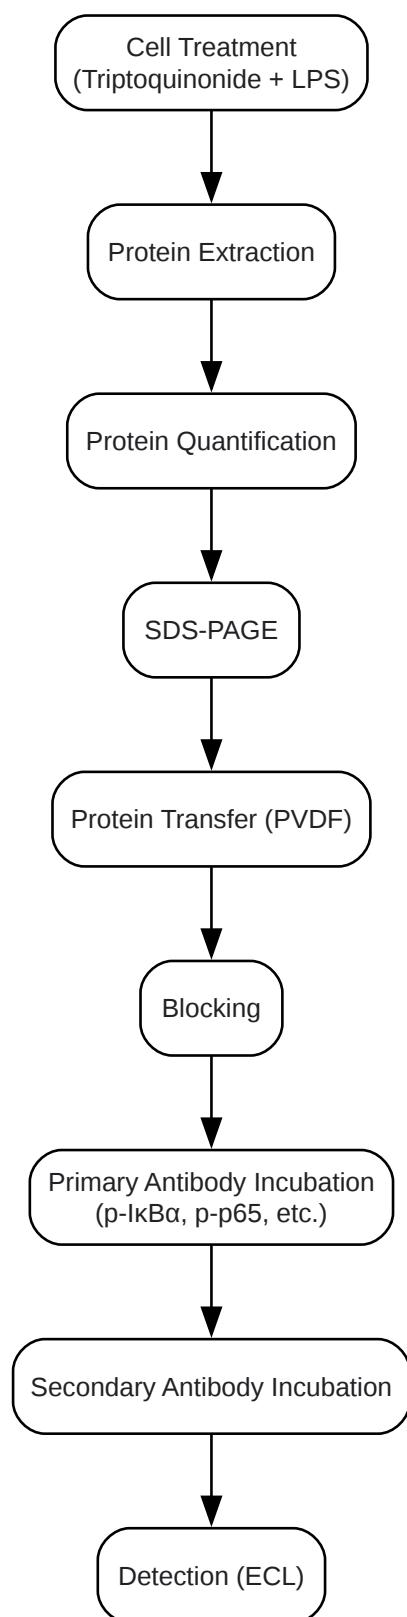 Cell Treatment
(Triptoquinonide + LPS)
Protein Extraction
Protein Quantification
SDS-PAGE
Protein Transfer (PVDF)
Blocking
Primary Antibody Incubation
(p-IκBα, p-p65, etc.)
Secondary Antibody Incubation
Detection (ECL)